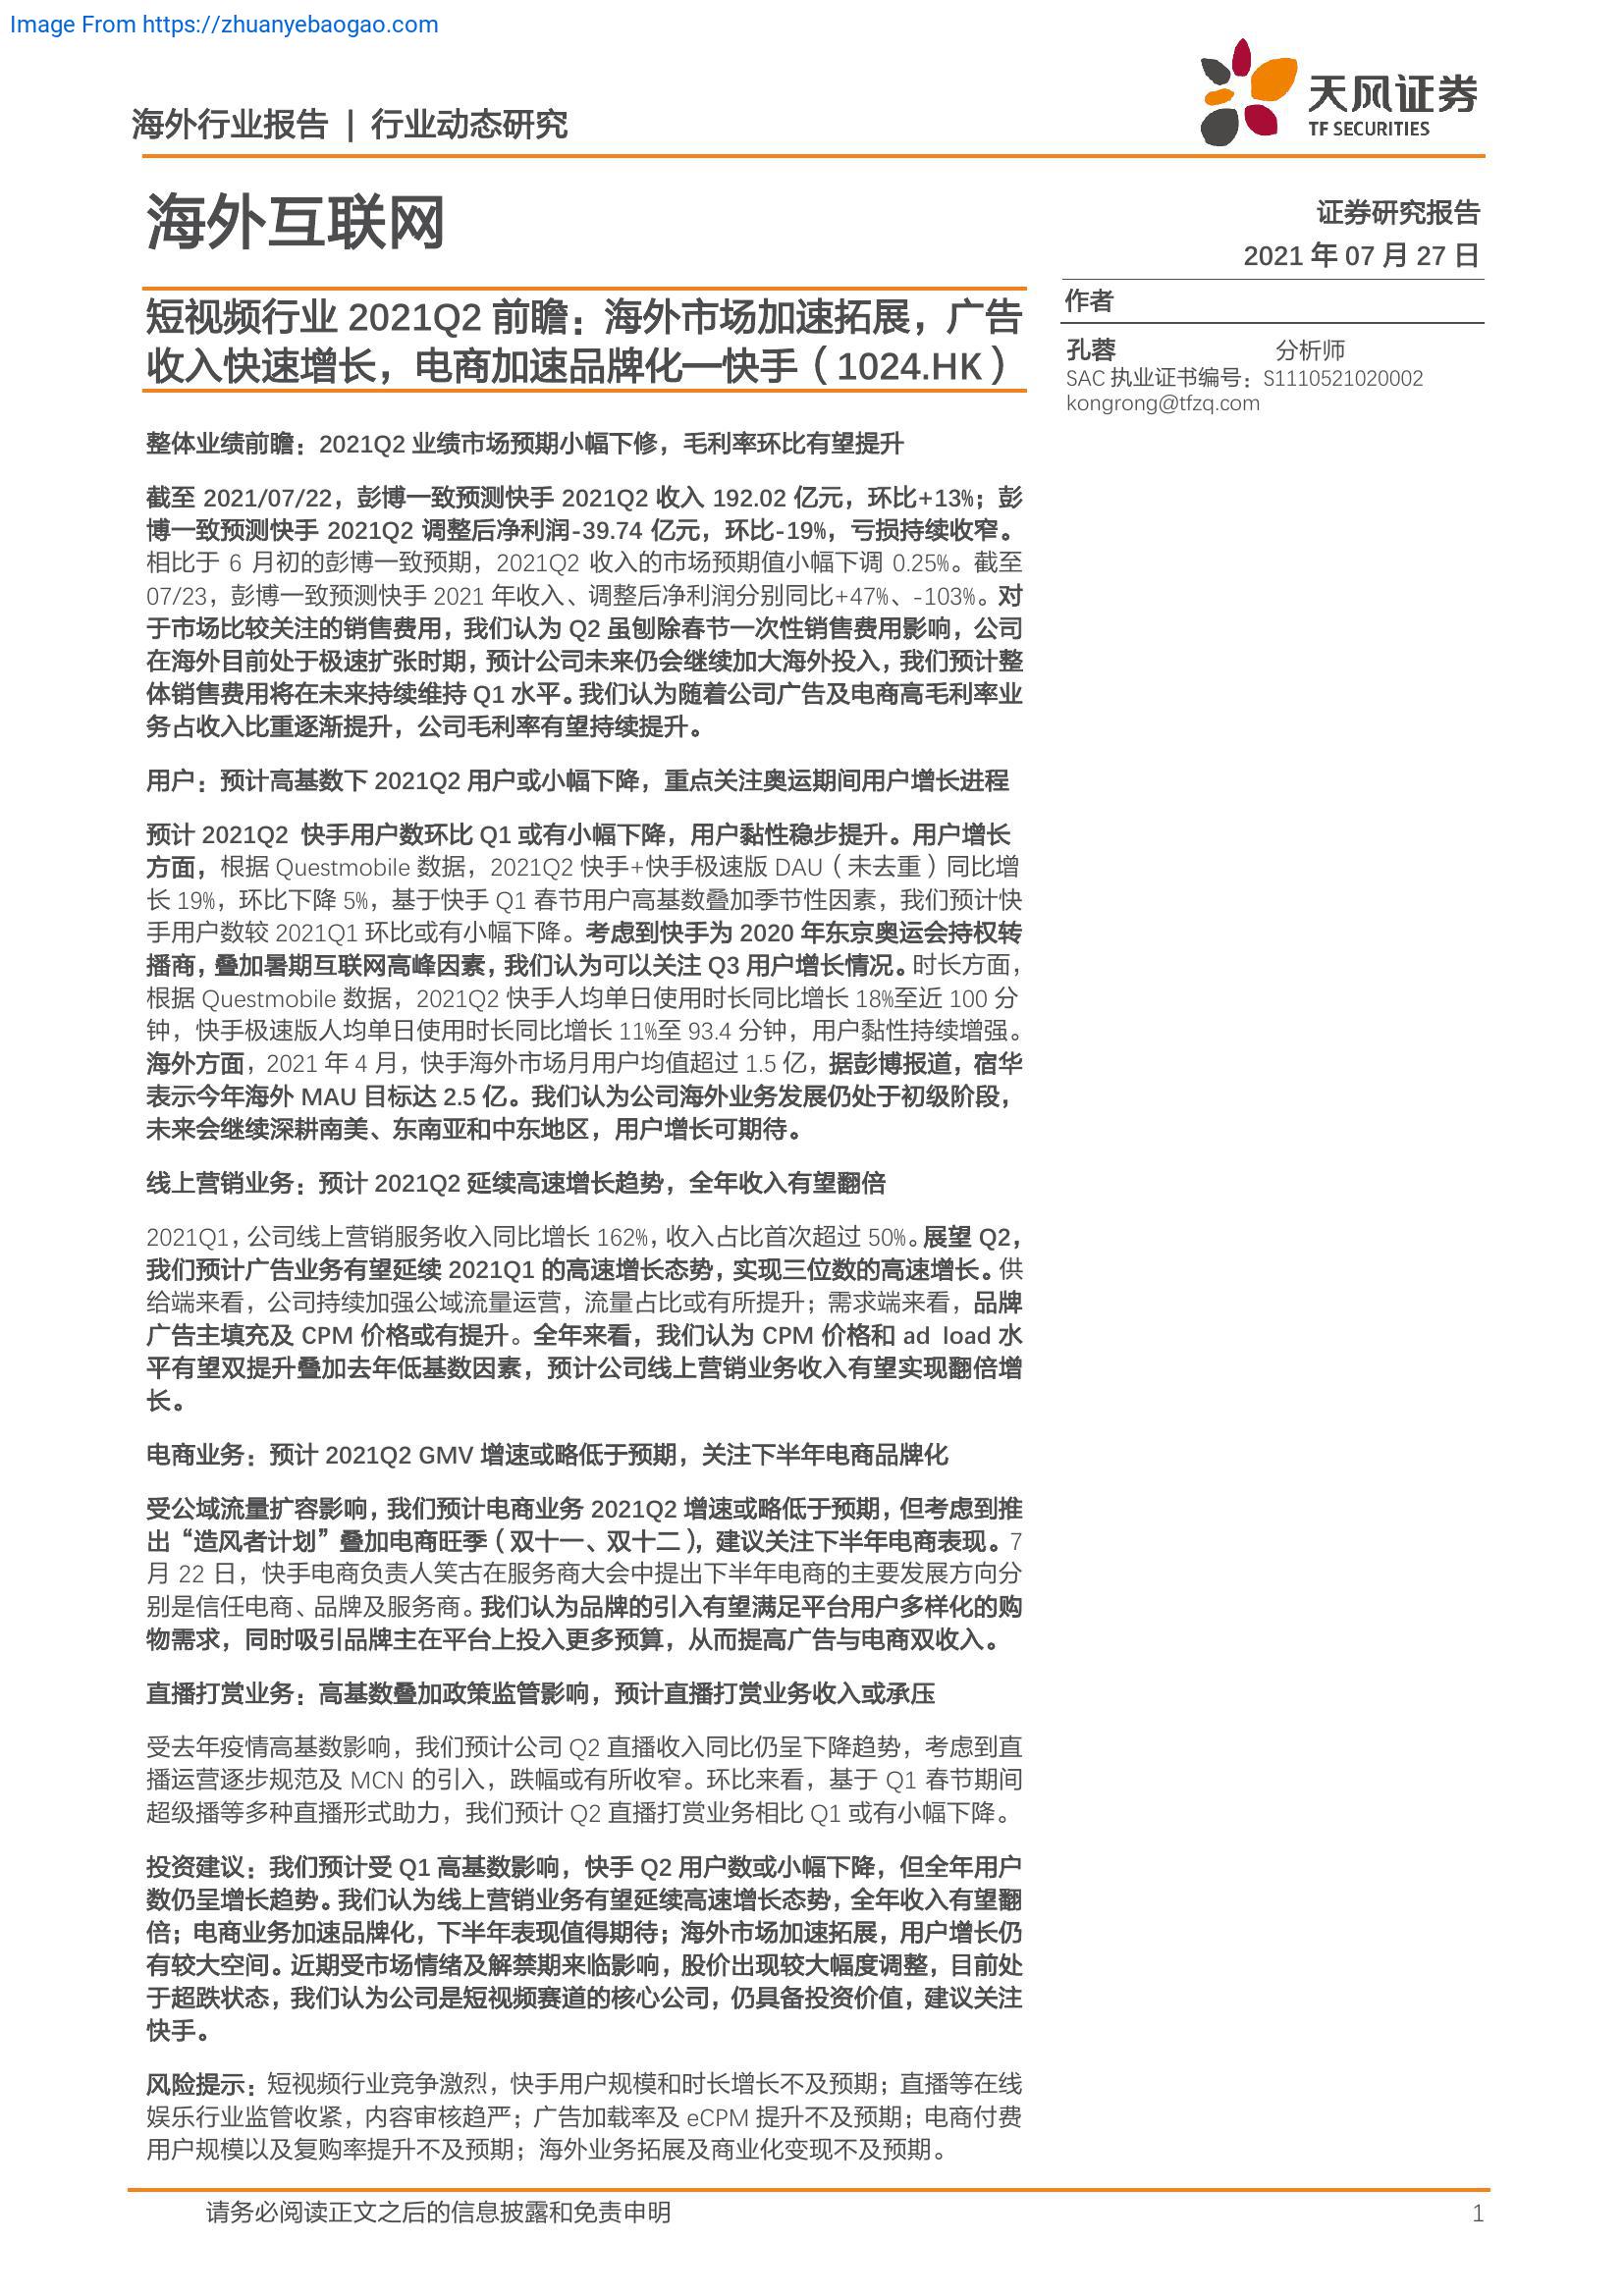 Image From https://zhuanyebaogao.com
海外行业报告 | 行业动态研究
天风证券
TF SECURITIES
海外互联网
证券研究报告
2021 年 07 月 27 日
短视频行业 2021Q2 前瞻：海外市场加速拓展，广告
收入快速增长，电商加速品牌化—快手（1024.HK）
作者
孔蓉 分析师
SAC 执业证书编号：S1110521020002
kongrong@tfzq.com
整体业绩前瞻：2021Q2 业绩市场预期小幅下修，毛利率环比有望提升
截至 2021/07/22，彭博一致预测快手 2021Q2 收入 192.02 亿元，环比+13%；彭
博一致预测快手 2021Q2 调整后净利润-39.74 亿元，环比-19%，亏损持续收窄。
相比于 6 月初的彭博一致预期，2021Q2 收入的市场预期值小幅下调 0.25%。截至
07/23，彭博一致预测快手 2021 年收入、调整后净利润分别同比+47%、-103%。对
于市场比较关注的销售费用，我们认为 Q2 虽刨除春节一次性销售费用影响，公司
在海外目前处于极速扩张时期，预计公司未来仍会继续加大海外投入，我们预计整
体销售费用将在未来持续维持 Q1 水平。我们认为随着公司广告及电商高毛利率业
务占收入比重逐渐提升，公司毛利率有望持续提升。
用户：预计高基数下 2021Q2 用户或小幅下降，重点关注奥运期间用户增长进程
预计 2021Q2 快手用户数环比 Q1 或有小幅下降，用户黏性稳步提升。用户增长
方面，根据 Questmobile 数据，2021Q2 快手+快手极速版 DAU（未去重）同比增
长 19%，环比下降 5%，基于快手 Q1 春节用户高基数叠加季节性因素，我们预计快
手用户数较 2021Q1 环比或有小幅下降。考虑到快手为 2020 年东京奥运会持权转
播商，叠加暑期互联网高峰因素，我们认为可以关注 Q3 用户增长情况。时长方面，
根据 Questmobile 数据，2021Q2 快手人均单日使用时长同比增长 18%至近 100 分
钟，快手极速版人均单日使用时长同比增长 11%至 93.4 分钟，用户黏性持续增强。
海外方面，2021 年 4 月，快手海外市场月用户均值超过 1.5 亿，据彭博报道，宿华
表示今年海外 MAU 目标达 2.5 亿。我们认为公司海外业务发展仍处于初级阶段，
未来会继续深耕南美、东南亚和中东地区，用户增长可期待。
线上营销业务：预计 2021Q2 延续高速增长趋势，全年收入有望翻倍
2021Q1，公司线上营销服务收入同比增长 162%，收入占比首次超过 50%。展望 Q2，
我们预计广告业务有望延续 2021Q1 的高速增长态势，实现三位数的高速增长。供
给端来看，公司持续加强公域流量运营，流量占比或有所提升；需求端来看，品牌
广告主填充及 CPM 价格或有提升。全年来看，我们认为 CPM 价格和 ad load 水
平有望双提升叠加去年低基数因素，预计公司线上营销业务收入有望实现翻倍增
长。
电商业务：预计 2021Q2 GMV 增速或略低于预期，关注下半年电商品牌化
受公域流量扩容影响，我们预计电商业务 2021Q2 增速或略低于预期，但考虑到推
出“造风者计划”叠加电商旺季（双十一、双十二），建议关注下半年电商表现。7
月 22 日，快手电商负责人笑古在服务商大会中提出下半年电商的主要发展方向分
别是信任电商、品牌及服务商。我们认为品牌的引入有望满足平台用户多样化的购
物需求，同时吸引品牌主在平台上投入更多预算，从而提高广告与电商双收入。
直播打赏业务：高基数叠加政策监管影响，预计直播打赏业务收入或承压
受去年疫情高基数影响，我们预计公司 Q2 直播收入同比仍呈下降趋势，考虑到直
播运营逐步规范及 MCN 的引入，跌幅或有所收窄。环比来看，基于 Q1 春节期间
超级播等多种直播形式助力，我们预计 Q2 直播打赏业务相比 Q1 或有小幅下降。
投资建议：我们预计受 Q1 高基数影响，快手 Q2 用户数或小幅下降，但全年用户
数仍呈增长趋势。我们认为线上营销业务有望延续高速增长态势，全年收入有望翻
倍；电商业务加速品牌化，下半年表现值得期待；海外市场加速拓展，用户增长仍
有较大空间。近期受市场情绪及解禁期来临影响，股价出现较大幅度调整，目前处
于超跌状态，我们认为公司是短视频赛道的核心公司，仍具备投资价值，建议关注
快手。
风险提示：短视频行业竞争激烈，快手用户规模和时长增长不及预期；直播等在线
娱乐行业监管收紧，内容审核趋严；广告加载率及 eCPM 提升不及预期；电商付费
用户规模以及复购率提升不及预期；海外业务拓展及商业化变现不及预期。
请务必阅读正文之后的信息披露和免责申明 1